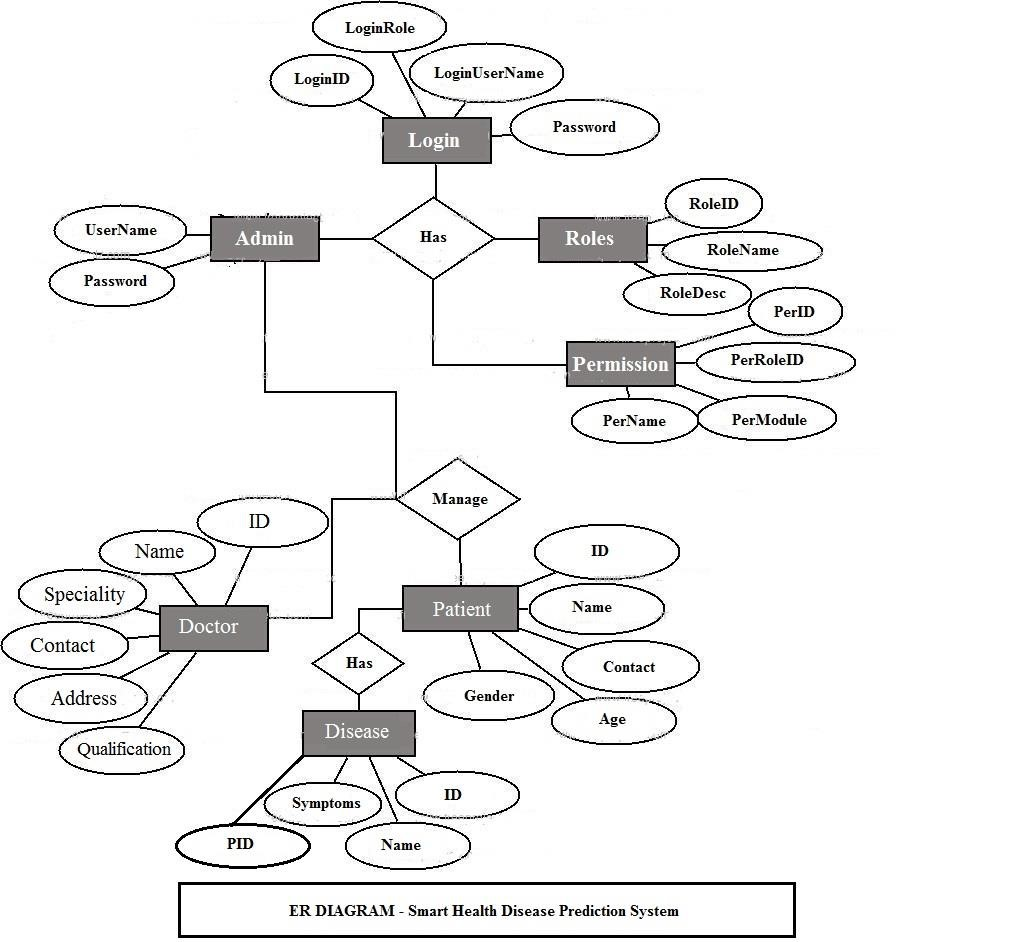 LoginRole
LoginID
LoginUserName
Password
Login
UserName
Password
Admin
Has
Roles
RoleID
RoleName
RoleDesc
PerID
PerRoleID
Permission
PerName
PerModule
Manage
ID
Name
Speciality
Contact
Address
Qualification
Doctor
Patient
ID
Name
Contact
Age
Gender
Has
Disease
Symptoms
ID
PID
Name
ER DIAGRAM - Smart Health Disease Prediction System